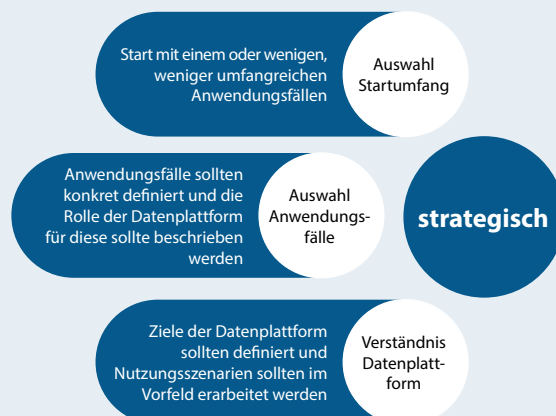 Start mit einem oder wenigen,
weniger umfangreichen
Anwendungsfällen
Auswahl
Startumfang
Anwendungsfälle sollten
konkret definiert und die
Rolle der Datenplattform
für diese sollte beschrieben
werden
Auswahl
Anwendungs-
fälle
strategisch
Ziele der Datenplattform
sollten definiert und
Nutzungsszenarien sollten im
Vorfeld erarbeitet werden
Verständnis
Datenplatt-
form